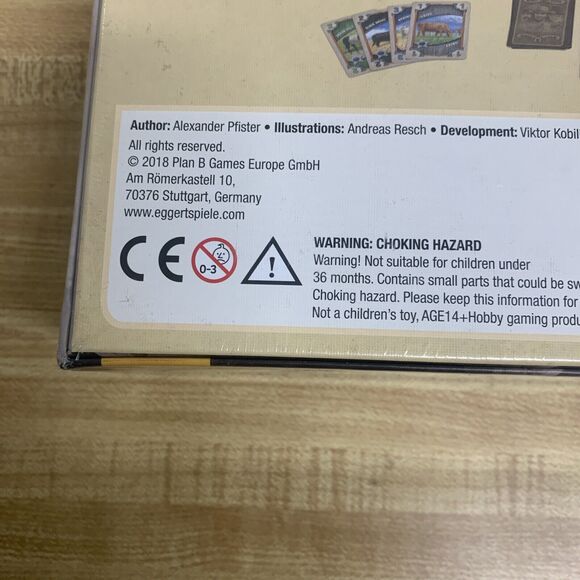 Author: Alexander Pfister • Illustrations: Andreas Resch • Development: Viktor Kobil
All rights reserved.
© 2018 Plan B Games Europe GmbH
Am Römerkastell 10,
70376 Stuttgart, Germany
www.eggertspiele.com
CE
0-3
!
WARNING: CHOKING HAZARD
Warning! Not suitable for children under
36 months. Contains small parts that could be sw
Choking hazard. Please keep this information for
Not a children's toy, AGE14+Hobby gaming produ